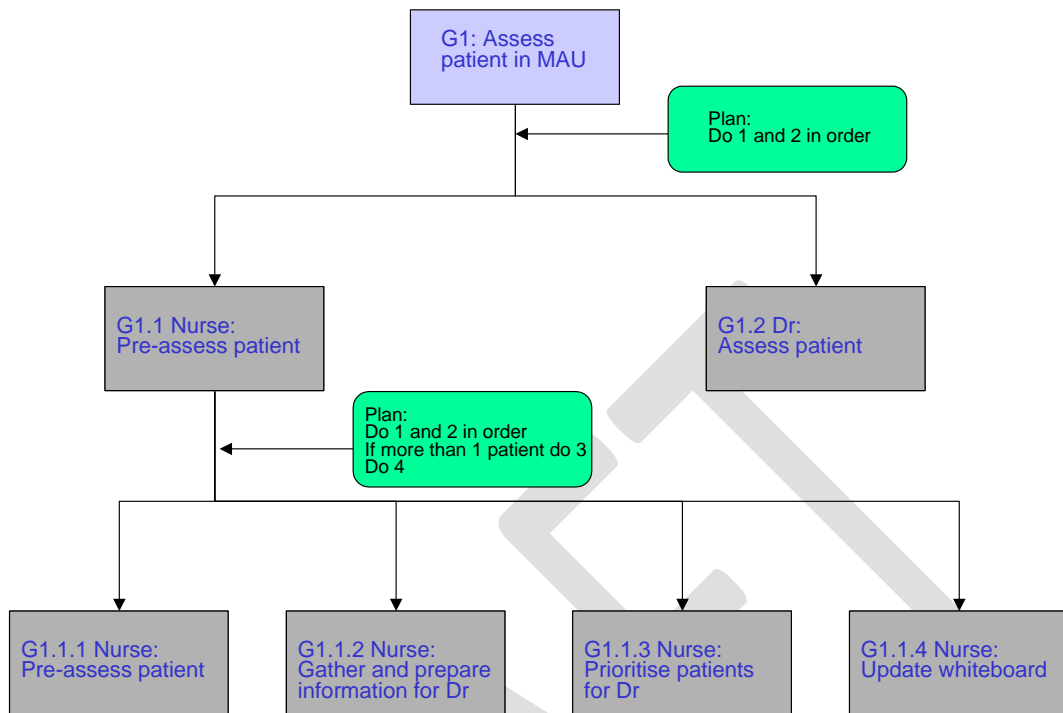 G1: Assess
patient in MAU
Plan:
Do 1 and 2 in order
G1.1 Nurse:
Pre-assess patient
G1.2 Dr:
Assess patient
Plan:
Do 1 and 2 in order
If more than 1 patient do 3
Do 4
G1.1.1 Nurse:
Pre-assess patient
G1.1.2 Nurse:
Gather and prepare
information for Dr
G1.1.3 Nurse:
Prioritise patients
for Dr
G1.1.4 Nurse:
Update whiteboard